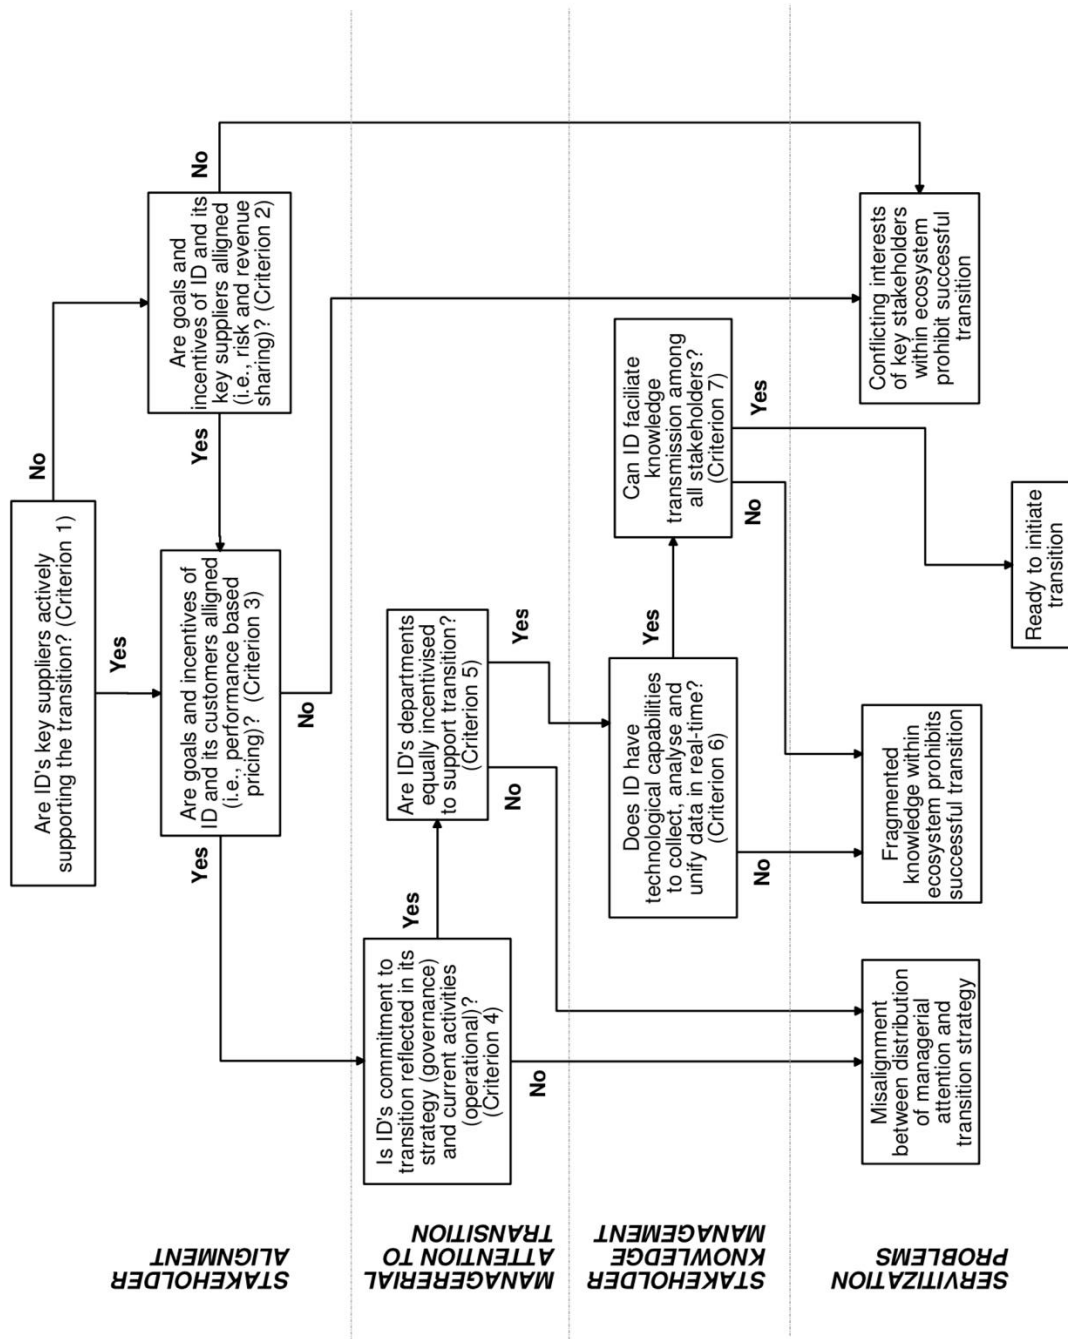 STAKEHOLDER
ALIGNMENT
Are ID's key suppliers actively
supporting the transition? (Criterion 1)
No
Yes
Are goals and
incentives of ID and its
key suppliers alligned
(i.e., risk and revenue
sharing)? (Criterion 2)
No
Yes
Are goals and incentives of
ID and its customers alligned
(i.e., performance based
pricing)? (Criterion 3)
Yes
No
MANAGERERIAL
ATTENTION TO
TRANSITION
Is ID's commitment to
transition reflected in its
strategy (governance)
and current activities
(operational)?
(Criterion 4)
Yes
No
Are ID's departments
equally incentivised
to support transition?
(Criterion 5)
Yes
No
STAKEHOLDER
KNOWLEDGE
MANAGEMENT
Does ID have
technological capabilities
to collect, analyse and
unify data in real-time?
(Criterion 6)
Yes
No
Can ID faciliate
knowledge
transmission among
all stakeholders?
(Criterion 7)
No
Yes
SERVITIZATION
PROBLEMS
Misalignment
between distribution
of managerial
attention and
transition strategy
Fragmented
knowledge within
ecosystem prohibits
successful transition
Conflicting interests
of key stakeholders
within ecosystem
prohibit successful
transition
Ready to initiate
transition